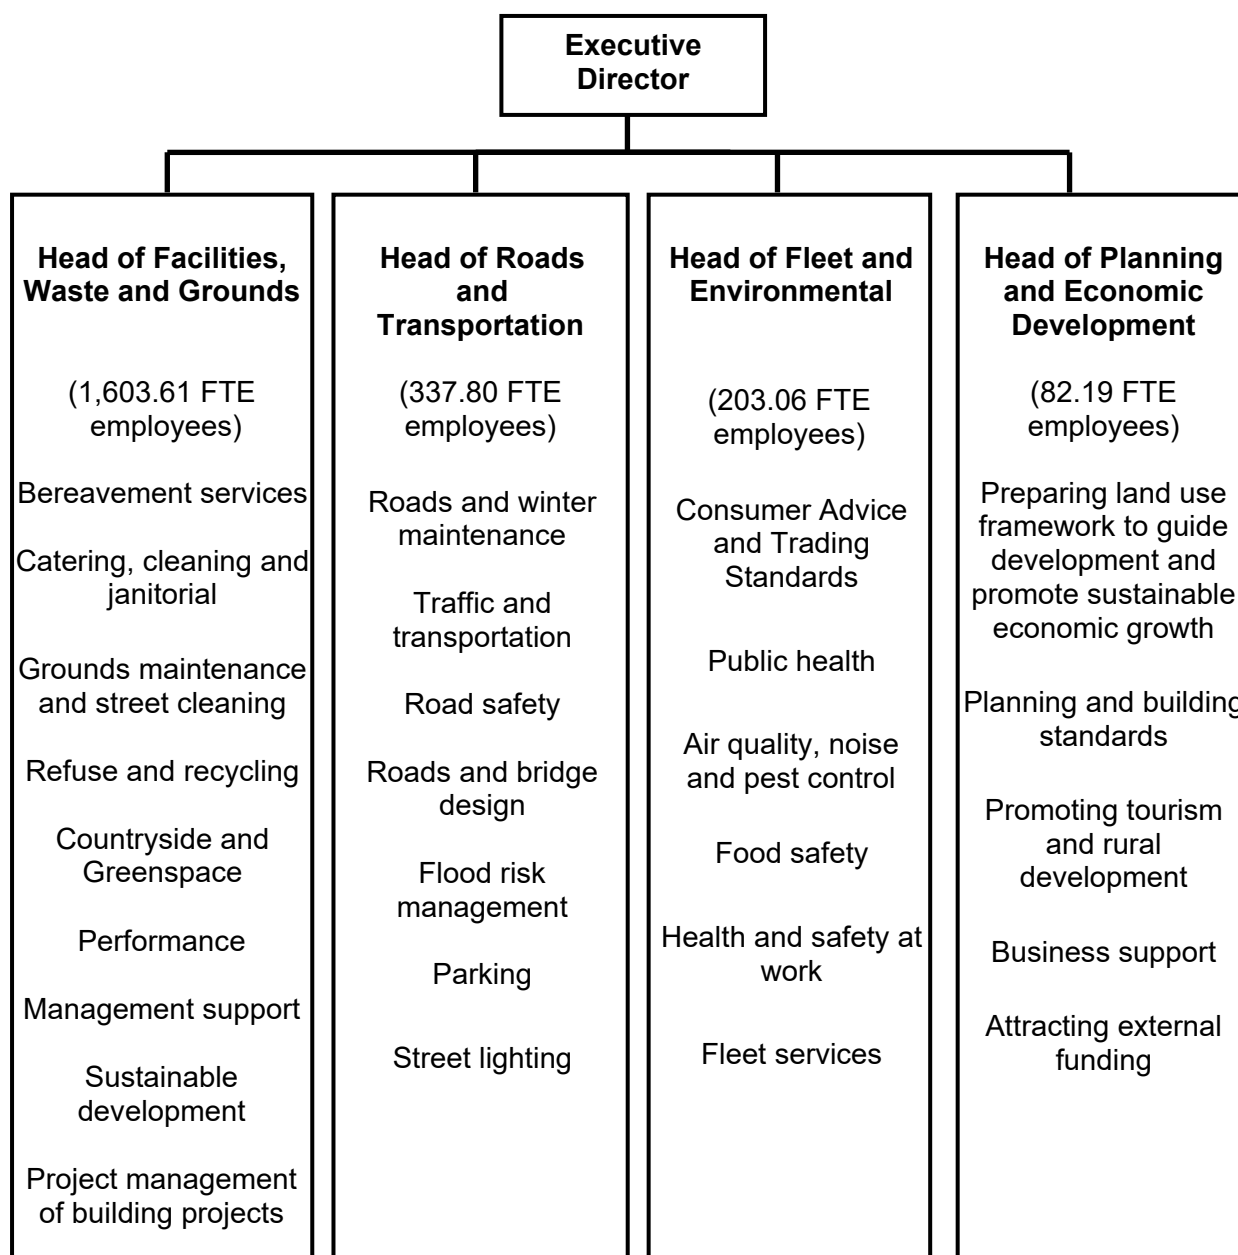 Executive
Director
Head of Facilities,
Waste and Grounds
(1,603.61 FTE
employees)
Bereavement services
Catering, cleaning and
janitorial
Grounds maintenance
and street cleaning
Refuse and recycling
Countryside and
Greenspace
Performance
Management support
Sustainable
development
Project management
of building projects
Head of Roads
and
Transportation
(337.80 FTE
employees)
Roads and winter
maintenance
Traffic and
transportation
Road safety
Roads and bridge
design
Flood risk
management
Parking
Street lighting
Head of Fleet and
Environmental
(203.06 FTE
employees)
Consumer Advice
and Trading
Standards
Public health
Air quality, noise
and pest control
Food safety
Health and safety at
work
Fleet services
Head of Planning
and Economic
Development
(82.19 FTE
employees)
Preparing land use
framework to guide
development and
promote sustainable
economic growth
Planning and building
standards
Promoting tourism
and rural
development
Business support
Attracting external
funding